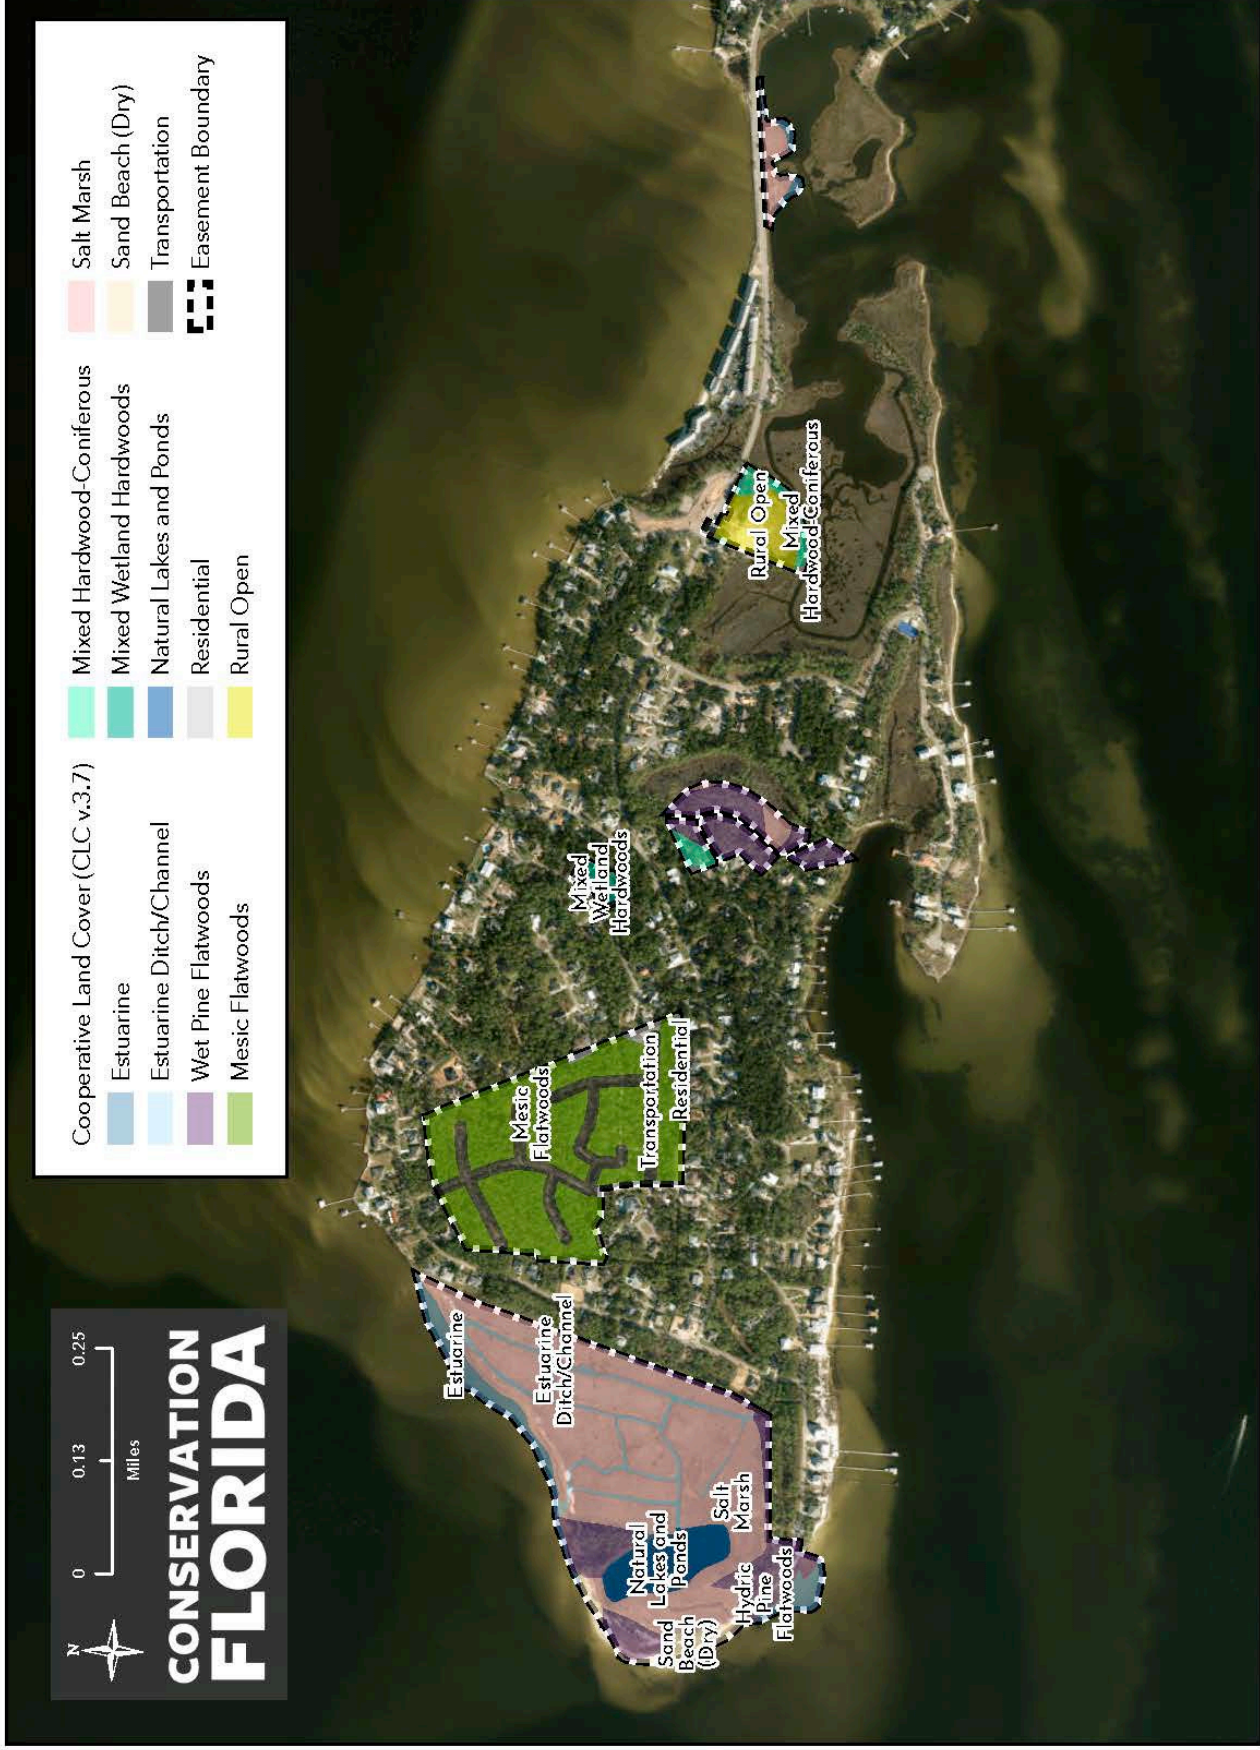 N
0 0.13 0.25
Miles
CONSERVATION
FLORIDA
Cooperative Land Cover (CLC v.3.7)
Estuarine
Estuarine Ditch/Channel
Wet Pine Flatwoods
Mesic Flatwoods
Mixed Hardwood-Coniferous
Mixed Wetland Hardwoods
Natural Lakes and Ponds
Residential
Rural Open
Salt Marsh
Sand Beach (Dry)
Transportation
Easement Boundary
Estuarine
Estuarine
Ditch/Channel
Natural
Lakes and
Ponds
Salt
Marsh
Sand
Beach
(Dry)
Hydric
Pine
Flatwoods
Mesic
Flatwoods
Transportation
Residential
Mixed
Wetland
Hardwoods
Rural Open
Mixed
Hardwood-Coniferous